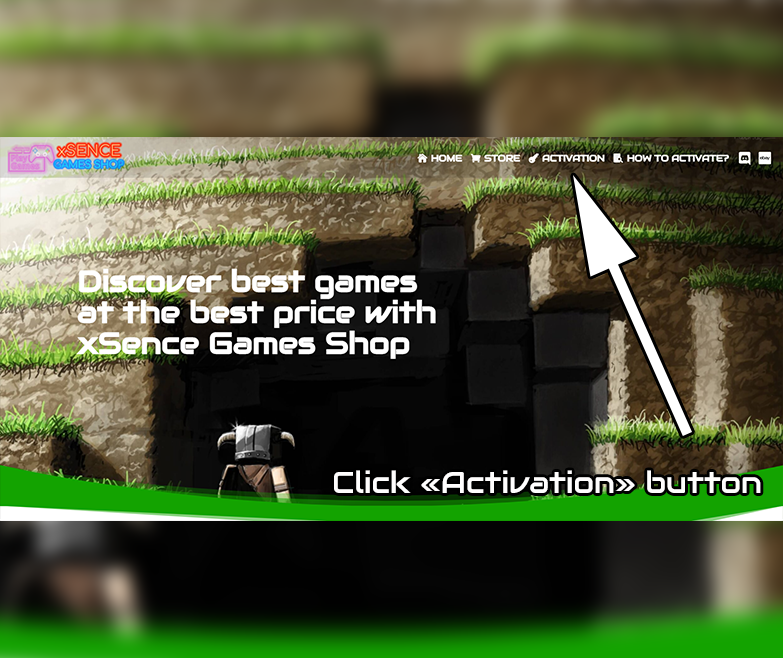 xSENCE
GAMES SHOP
HOME
STORE
ACTIVATION
HOW TO ACTIVATE?
ebay
Discover best games
at the best price with
xSence Games Shop
Click «Activation» button